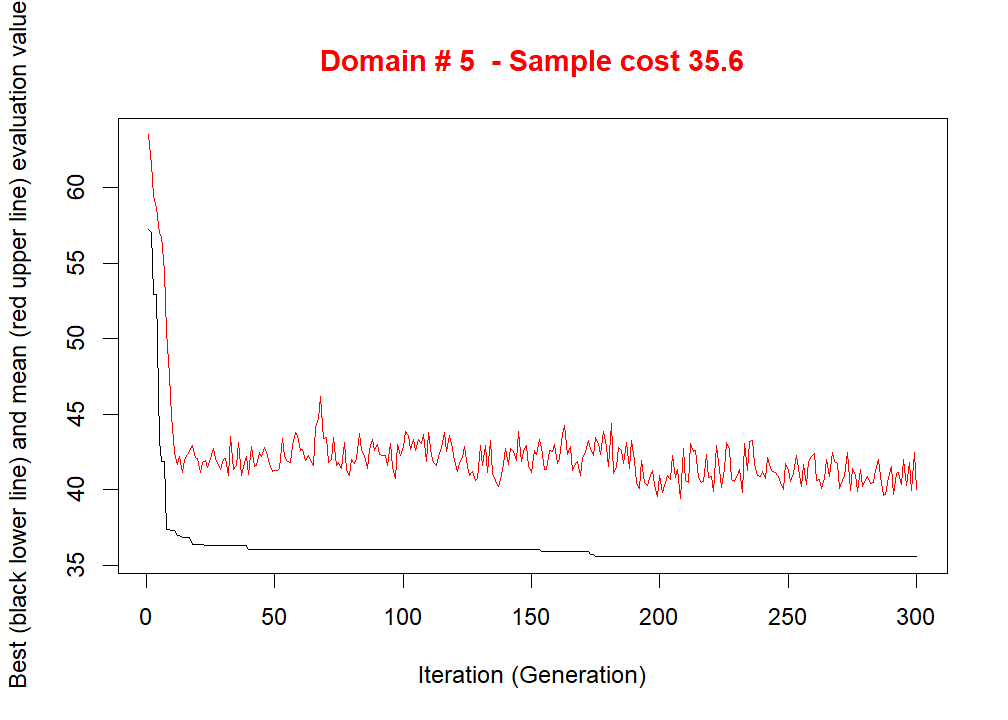 Domain # 5  - Sample cost 35.6
Best (black lower line) and mean (red upper line) evaluation value
60
55
50
45
40
35
0 50 100 150 200 250 300
Iteration (Generation)